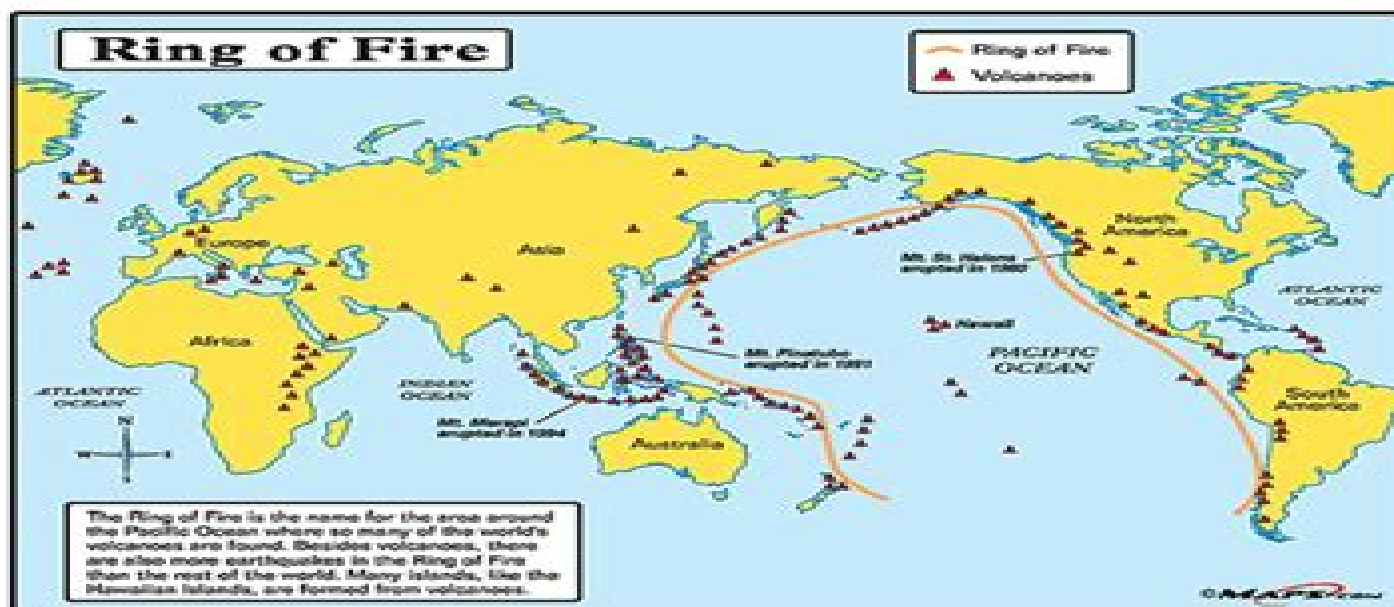 Ring of Fire
Ring of Fire
Volcanoes
North
America
Europe
Asia
Mt. St. Helens
erupted in 1980
ATLANTIC
OCEAN
Africa
Hawaii
Mt. Pinatubo
erupted in 1991
PACIFIC
OCEAN
ATLANTIC
OCEAN
INDIAN
OCEAN
South
America
Mt. Merapi
erupted in 1994
Australia
N
W
E
S
The Ring of Fire is the name for the area around
the Pacific Ocean where so many of the world's
volcanoes are found. Besides volcanoes, there
are also more earthquakes in the Ring of Fire
than the rest of the world. Many islands, like the
Hawaiian Islands, are formed from volcanoes.
©MAPS.com